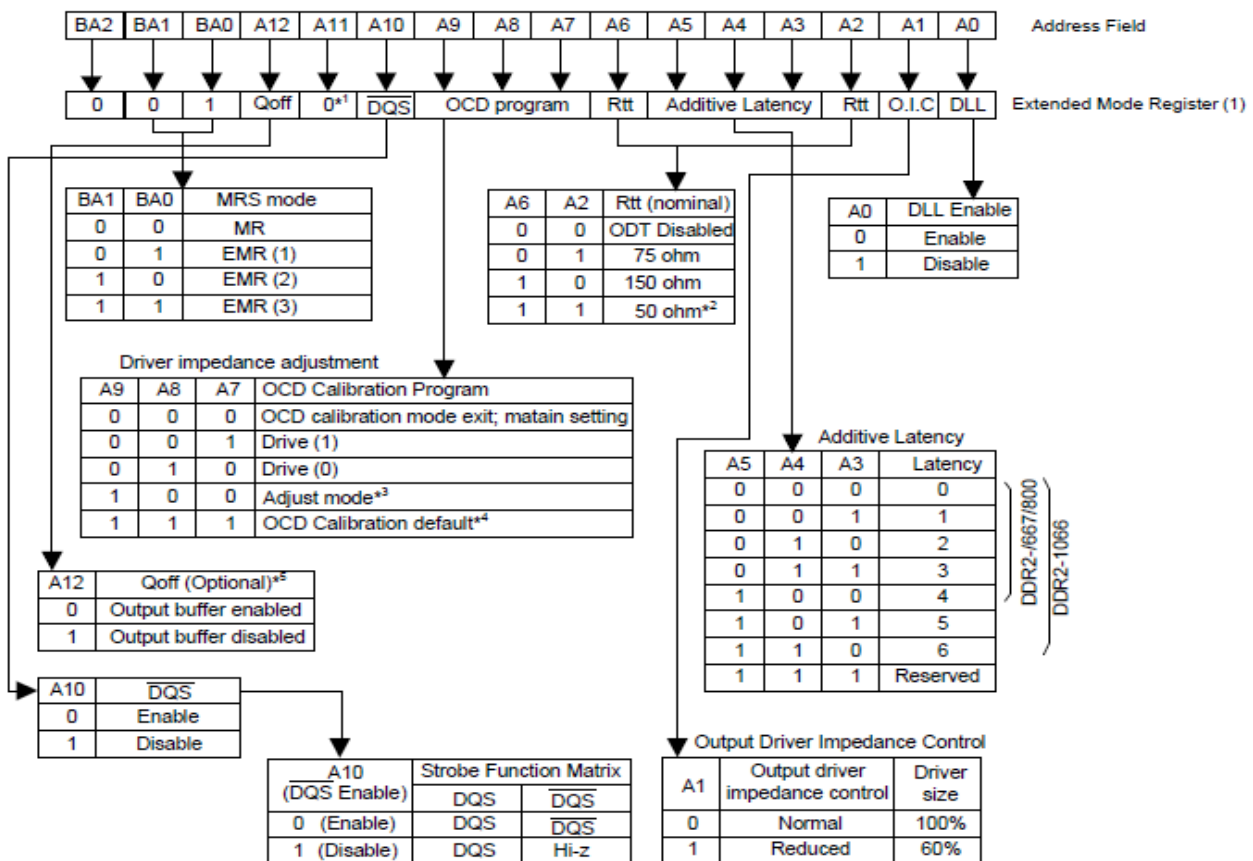 BA2 BA1 BA0 A12 A11 A10 A9 A8 A7 A6 A5 A4 A3 A2 A1 A0 Address Field
0 0 1 Qoff 0*1 D̅Q̅S̅ OCD program Rtt Additive Latency Rtt O.I.C DLL Extended Mode Register (1)
BA1 BA0 MRS mode
0 0 MR
0 1 EMR (1)
1 0 EMR (2)
1 1 EMR (3)
A6 A2 Rtt (nominal)
0 0 ODT Disabled
0 1 75 ohm
1 0 150 ohm
1 1 50 ohm*2
A0 DLL Enable
0 Enable
1 Disable
Driver impedance adjustment
A9 A8 A7 OCD Calibration Program
0 0 0 OCD calibration mode exit; matain setting
0 0 1 Drive (1)
0 1 0 Drive (0)
1 0 0 Adjust mode*3
1 1 1 OCD Calibration default*4
Additive Latency
A5 A4 A3 Latency
0 0 0 0
0 0 1 1
0 1 0 2
0 1 1 3
1 0 0 4
1 0 1 5
1 1 0 6
1 1 1 Reserved
DDR2-/667/800
DDR2-1066
A12 Qoff (Optional)*5
0 Output buffer enabled
1 Output buffer disabled
A10 D̅Q̅S̅
0 Enable
1 Disable
A10
(D̅Q̅S̅ Enable)
Strobe Function Matrix
DQS D̅Q̅S̅
0 (Enable) DQS D̅Q̅S̅
1 (Disable) DQS Hi-z
Output Driver Impedance Control
A1
Output driver
impedance control
Driver
size
0 Normal 100%
1 Reduced 60%